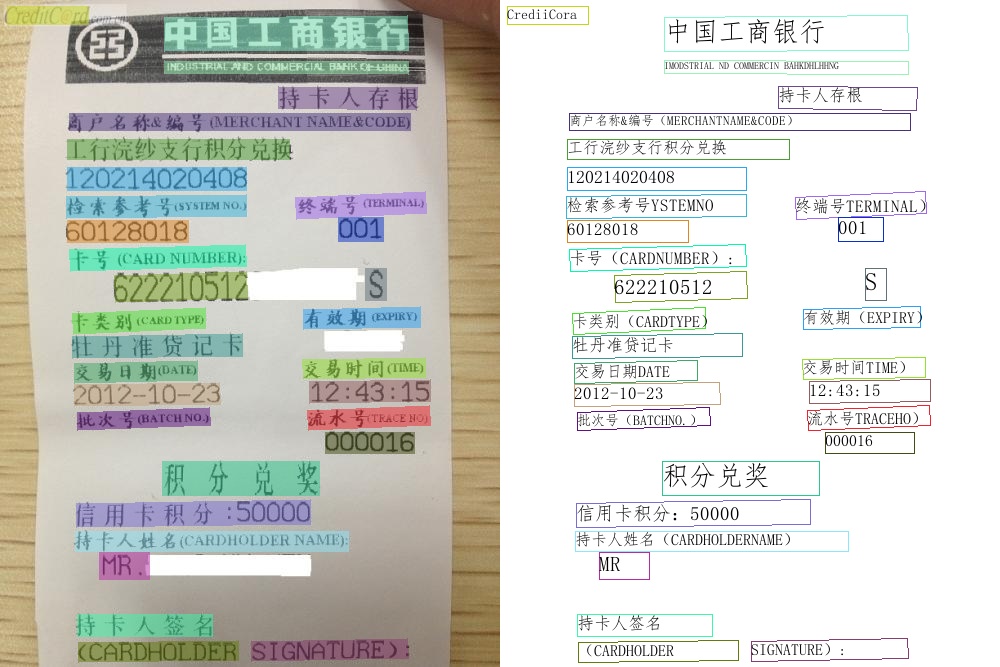 CreditCard.com.cn
中国工商银行
INDUSTRIAL AND COMMERCIAL BANK OF CHINA
持卡人存根
商户名称&编号(MERCHANT NAME&CODE)
工行浣纱支行积分兑换
120214020408
检索参考号(SYSTEM NO.) 终端号(TERMINAL)
60128018 001
卡号(CARD NUMBER):
622210512 S
卡类别(CARD TYPE) 有效期(EXPIRY)
牡丹准贷记卡
交易日期(DATE) 交易时间(TIME)
2012-10-23 12:43:15
批次号(BATCH NO.) 流水号(TRACE NO)
000016
积分兑奖
信用卡积分:50000
持卡人姓名(CARDHOLDER NAME):
MR.
持卡人签名
(CARDHOLDER SIGNATURE):
CrediiCora
中国工商银行
IMODSTRIAL ND COMMERCIN BAHKDHLHHNG
持卡人存根
商户名称&编号(MERCHANTNAME&CODE)
工行浣纱支行积分兑换
120214020408
检索参考号YSTEMNO 终端号TERMINAL)
60128018 001
卡号(CARDNUMBER):
622210512 S
卡类别(CARDTYPE) 有效期(EXPIRY)
牡丹准贷记卡
交易日期DATE 交易时间TIME)
2012-10-23 12:43:15
批次号(BATCHNO.) 流水号TRACEHO)
000016
积分兑奖
信用卡积分: 50000
持卡人姓名(CARDHOLDERNAME)
MR
持卡人签名
(CARDHOLDER SIGNATURE):